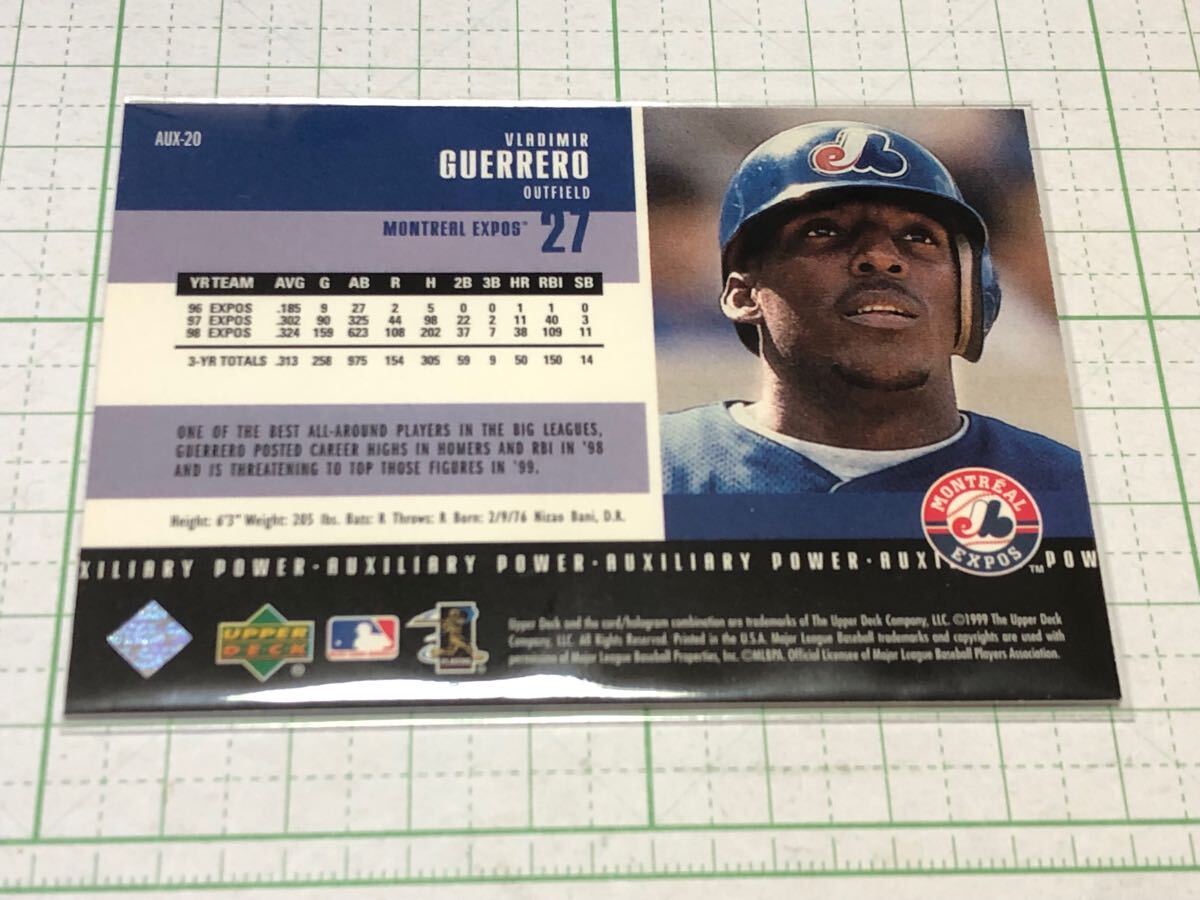 AUX-20
VLADIMIR
GUERRERO
OUTFIELD
MONTREAL EXPOS™ 27
YR TEAM AVG G AB R H 2B 3B HR RBI SB
96 EXPOS .185 9 27 2 5 0 0 1 1 0
97 EXPOS .302 90 325 44 98 22 2 11 40 3
98 EXPOS .324 159 623 108 202 37 7 38 109 11
3-YR TOTALS .313 258 975 154 305 59 9 50 150 14
ONE OF THE BEST ALL-AROUND PLAYERS IN THE BIG LEAGUES,
GUERRERO POSTED CAREER HIGHS IN HOMERS AND RBI IN '98
AND IS THREATENING TO TOP THOSE FIGURES IN '99.
Height: 6'3" Weight: 205 lbs. Bats: R Throws: R Born: 2/9/76 Nizao Bani, D.R.
MONTRÉAL
EXPOS
TM
XILIARY POWER·AUXILIARY POWER·AUXILIARY POWER·AUXI POW
UPPER
DECK
®
Upper Deck and the card/hologram combination are trademarks of The Upper Deck Company, LLC. ©1999 The Upper Deck
Company, LLC. All Rights Reserved. Printed in the U.S.A. Major League Baseball trademarks and copyrights are used with
permission of Major League Baseball Properties, Inc. ©MLBPA. Official Licensee of Major League Baseball Players Association.